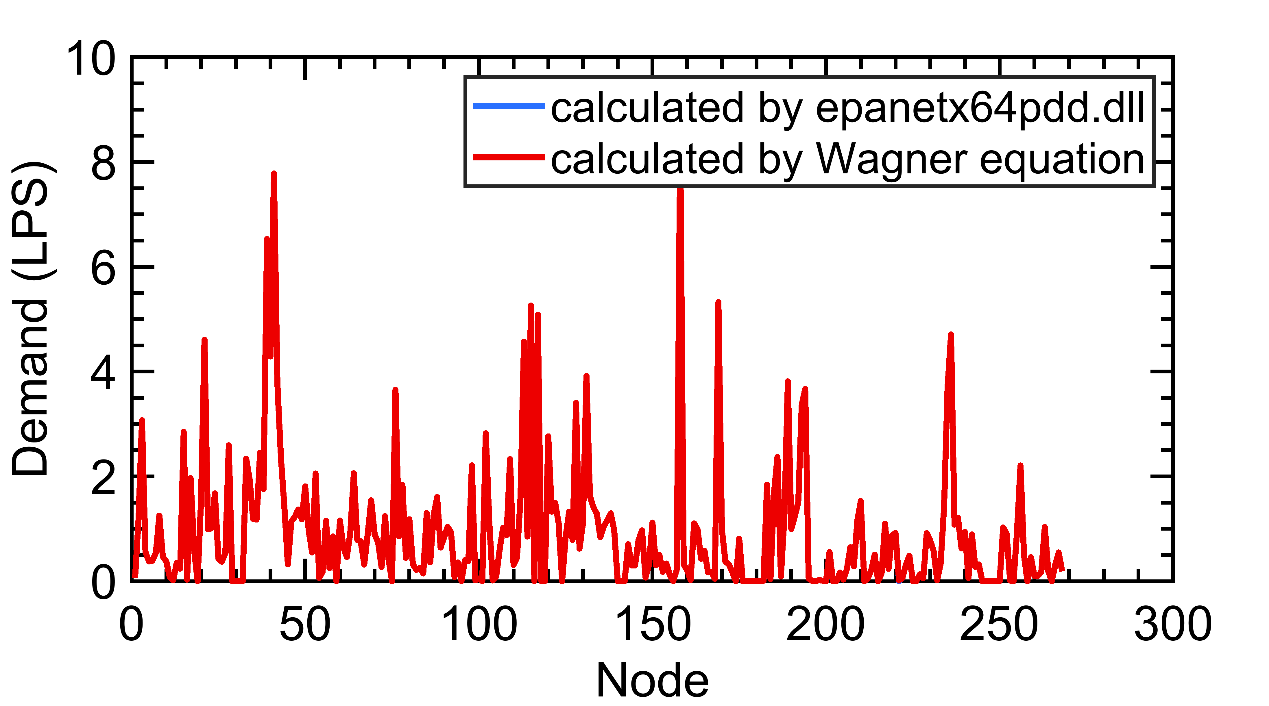 10
8
6
4
2
0
Demand (LPS)
calculated by epanetx64pdd.dll
calculated by Wagner equation
0 50 100 150 200 250 300
Node